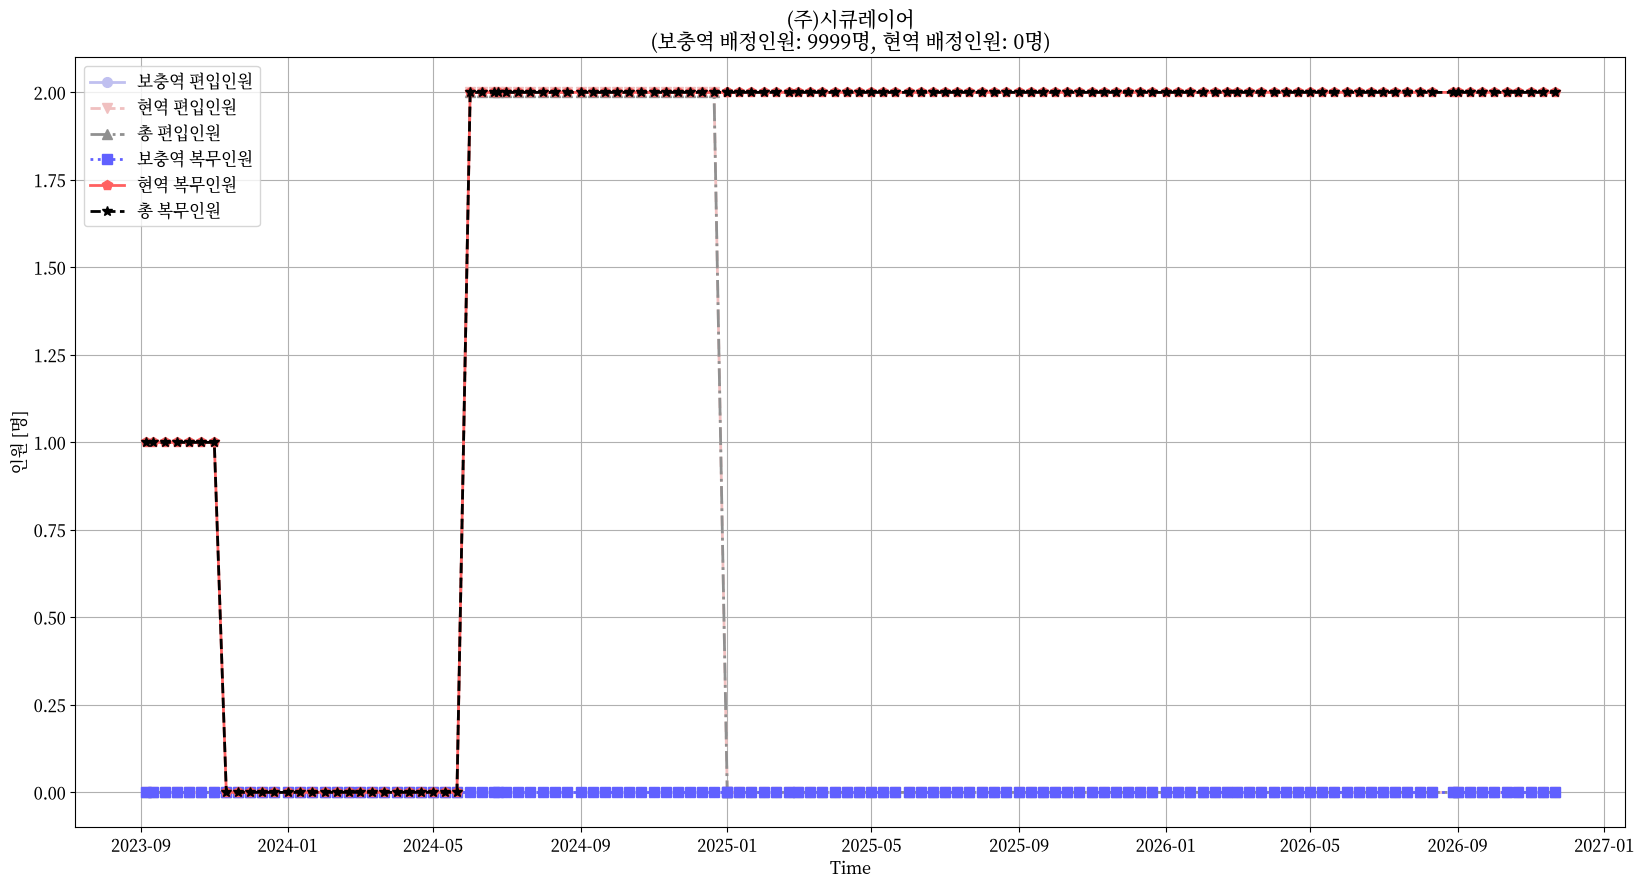 (주)시큐레이어
(보충역 배정인원: 9999명, 현역 배정인원: 0명)
보충역 편입인원
현역 편입인원
총 편입인원
보충역 복무인원
현역 복무인원
총 복무인원
인원 [명]
2.00
1.75
1.50
1.25
1.00
0.75
0.50
0.25
0.00
2023-09
2024-01
2024-05
2024-09
2025-01
2025-05
2025-09
2026-01
2026-05
2026-09
2027-01
Time